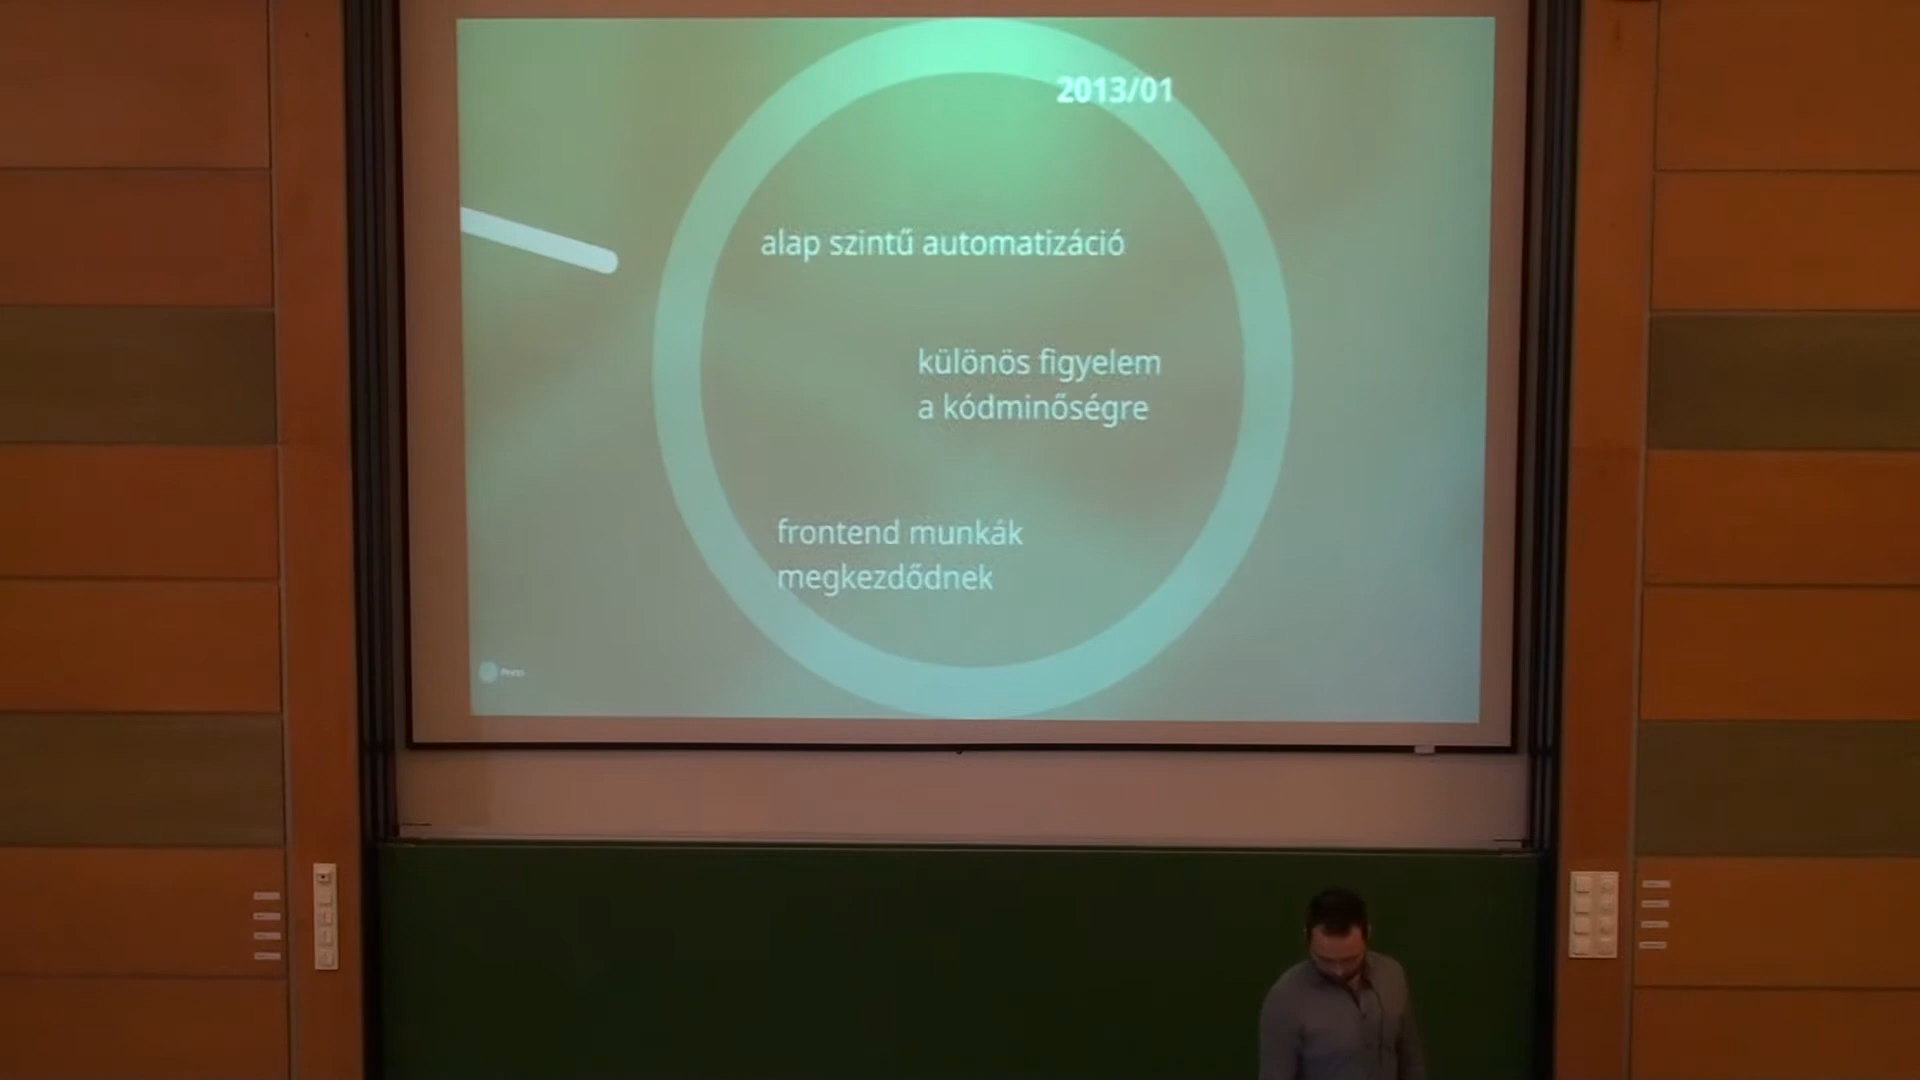 2013/01
alap szintű automatizáció
különös figyelem
a kódminőségre
frontend munkák
megkezdődnek